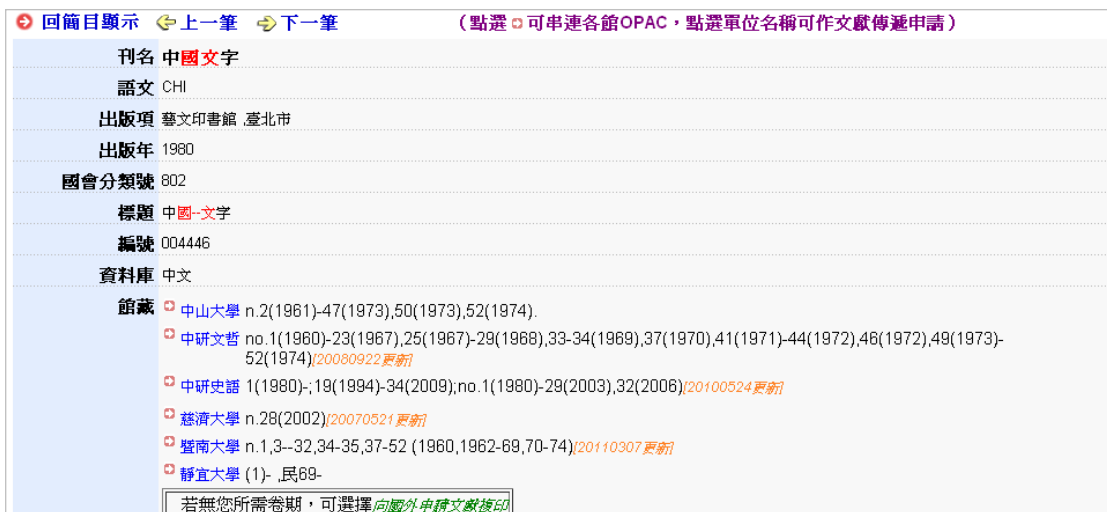 回簡目顯示 上一筆 下一筆 (點選 可串連各館OPAC，點選單位名稱可作文獻傳遞申請)
刊名 中國文字
語文 CHI
出版項 藝文印書館 ,臺北市
出版年 1980
國會分類號 802
標題 中國--文字
編號 004446
資料庫 中文
館藏 中山大學 n.2(1961)-47(1973),50(1973),52(1974).
中研文哲 no.1(1960)-23(1967),25(1967)-29(1968),33-34(1969),37(1970),41(1971)-44(1972),46(1972),49(1973)-
52(1974)[20080922更新]
中研史語 1(1980)-;19(1994)-34(2009);no.1(1980)-29(2003),32(2006)[20100524更新]
慈濟大學 n.28(2002)[20070521更新]
暨南大學 n.1,3--32,34-35,37-52 (1960,1962-69,70-74)[20110307更新]
靜宜大學 (1)- ,民69-
若無您所需卷期，可選擇向國外申請文獻複印